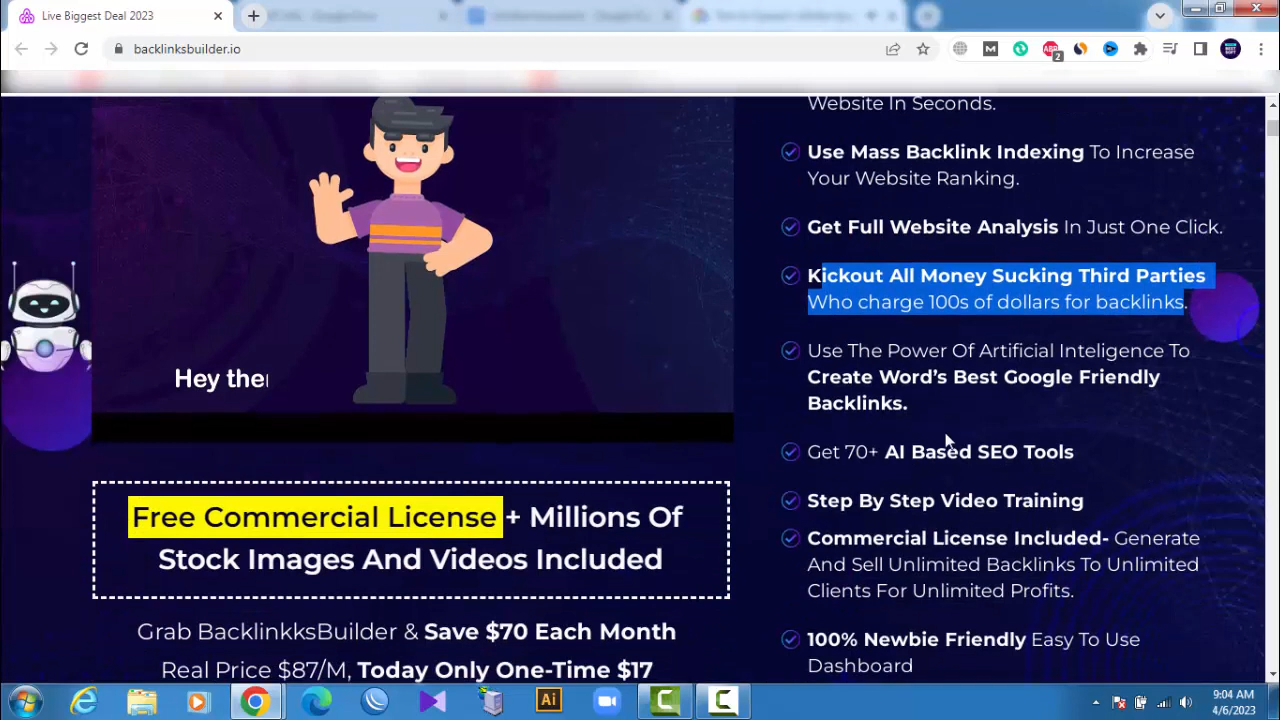 Live Biggest Deal 2023
backlinksbuilder.io
2
Website In Seconds.
Use Mass Backlink Indexing To Increase
Your Website Ranking.
Get Full Website Analysis In Just One Click.
Kickout All Money Sucking Third Parties
Who charge 100s of dollars for backlinks.
Use The Power Of Artificial Inteligence To
Create Word's Best Google Friendly
Backlinks.
Get 70+ AI Based SEO Tools
Step By Step Video Training
Commercial License Included- Generate
And Sell Unlimited Backlinks To Unlimited
Clients For Unlimited Profits.
100% Newbie Friendly Easy To Use
Dashboard
Hey the
Free Commercial License + Millions Of
Stock Images And Videos Included
Grab BacklinkksBuilder & Save $70 Each Month
Real Price $87/M, Today Only One-Time $17
Ai
9:04 AM
4/6/2023